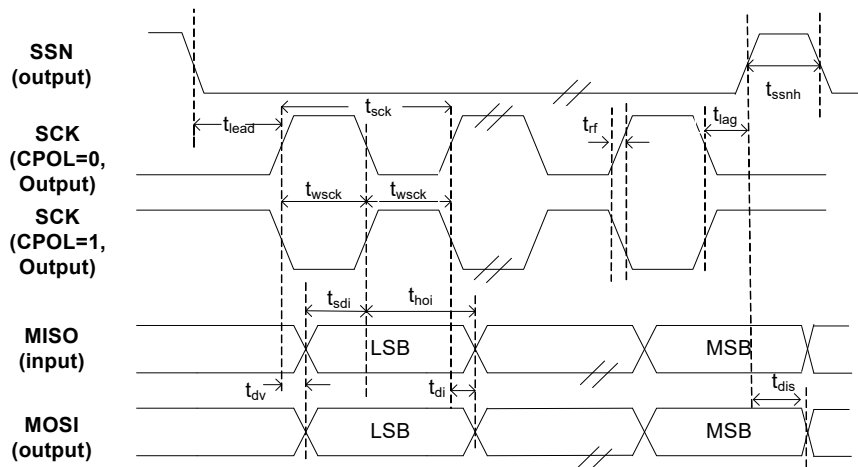 SSN
(output)
t_ssnh
t_sck
t_lead
t_rf
t_lag
SCK
(CPOL=0,
Output)
t_wsck t_wsck
SCK
(CPOL=1,
Output)
t_sdi t_hoi
MISO
(input)
LSB MSB
t_dv t_di t_dis
MOSI
(output)
LSB MSB